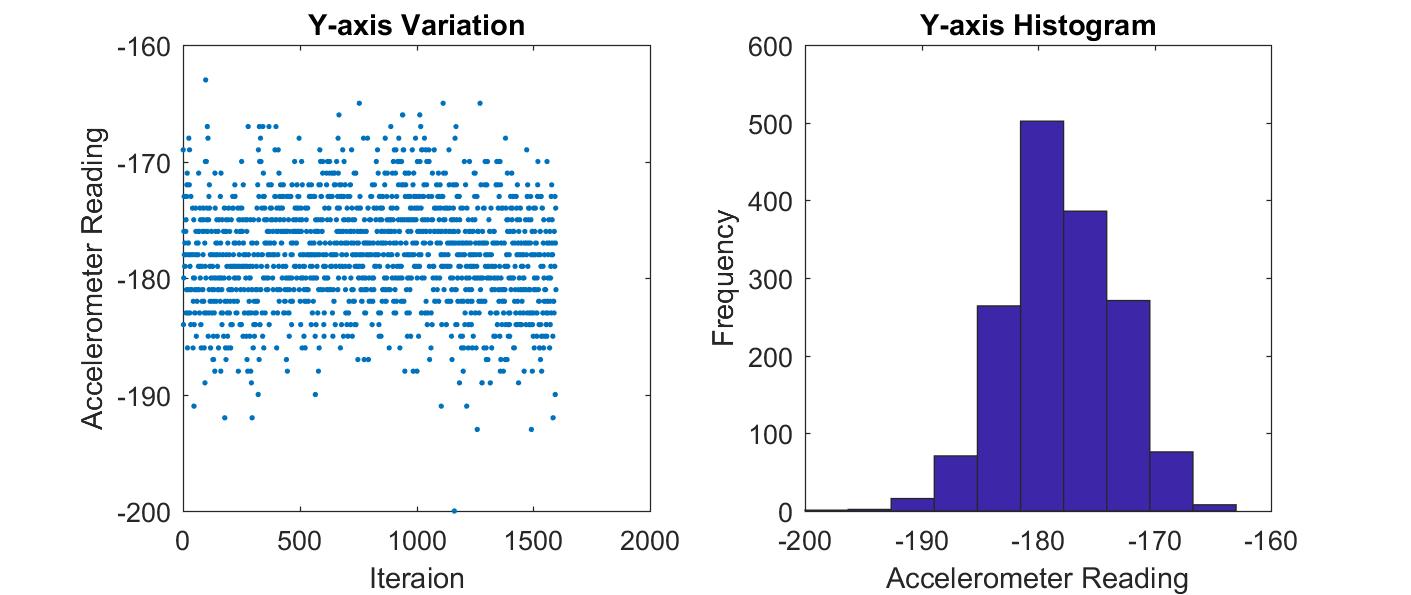 Y-axis Variation
Accelerometer Reading
-160
-170
-180
-190
-200
0 500 1000 1500 2000
Iteraion
Y-axis Histogram
Frequency
600
500
400
300
200
100
0
-200 -190 -180 -170 -160
Accelerometer Reading